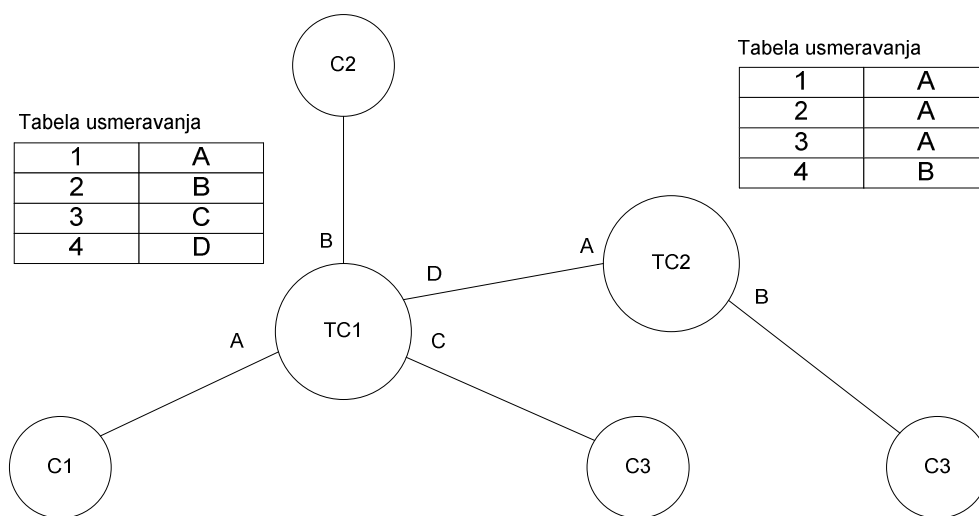 C2
Tabela usmeravanja
1 A
2 A
3 A
4 B
Tabela usmeravanja
1 A
2 B
3 C
4 D
B
A
D
TC2
B
TC1
A
C
C1
C3
C3